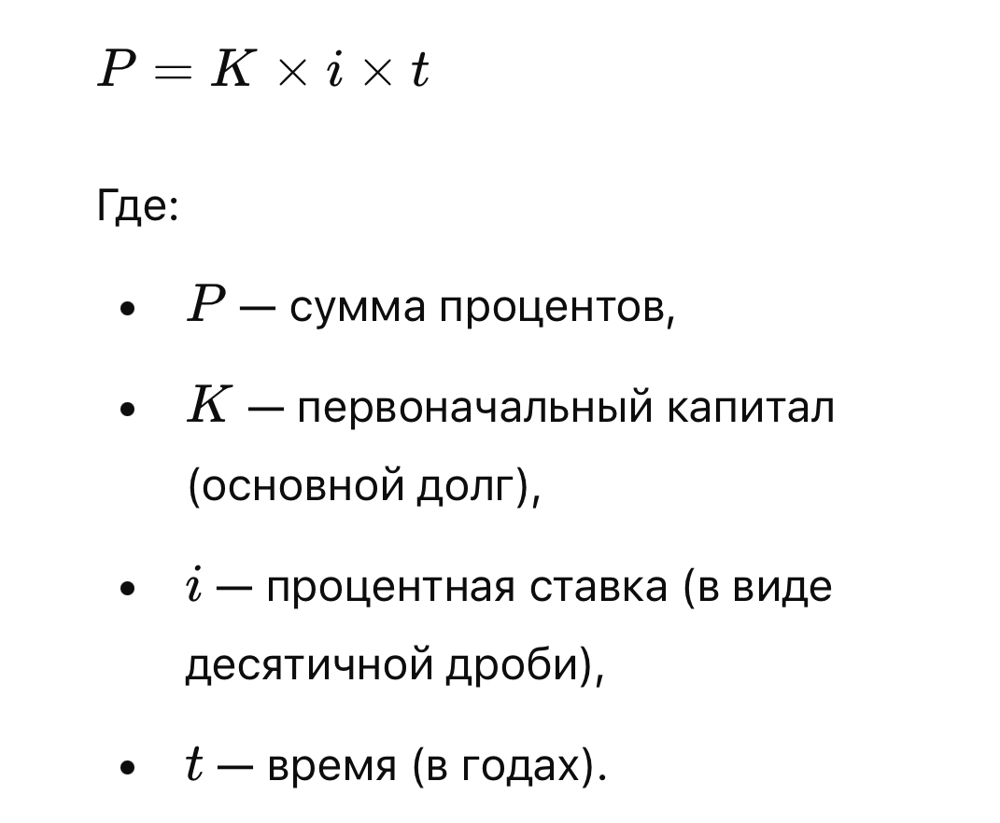 P = K × i × t
Где:
• P — сумма процентов,
• K — первоначальный капитал
(основной долг),
• i — процентная ставка (в виде
десятичной дроби),
• t — время (в годах).